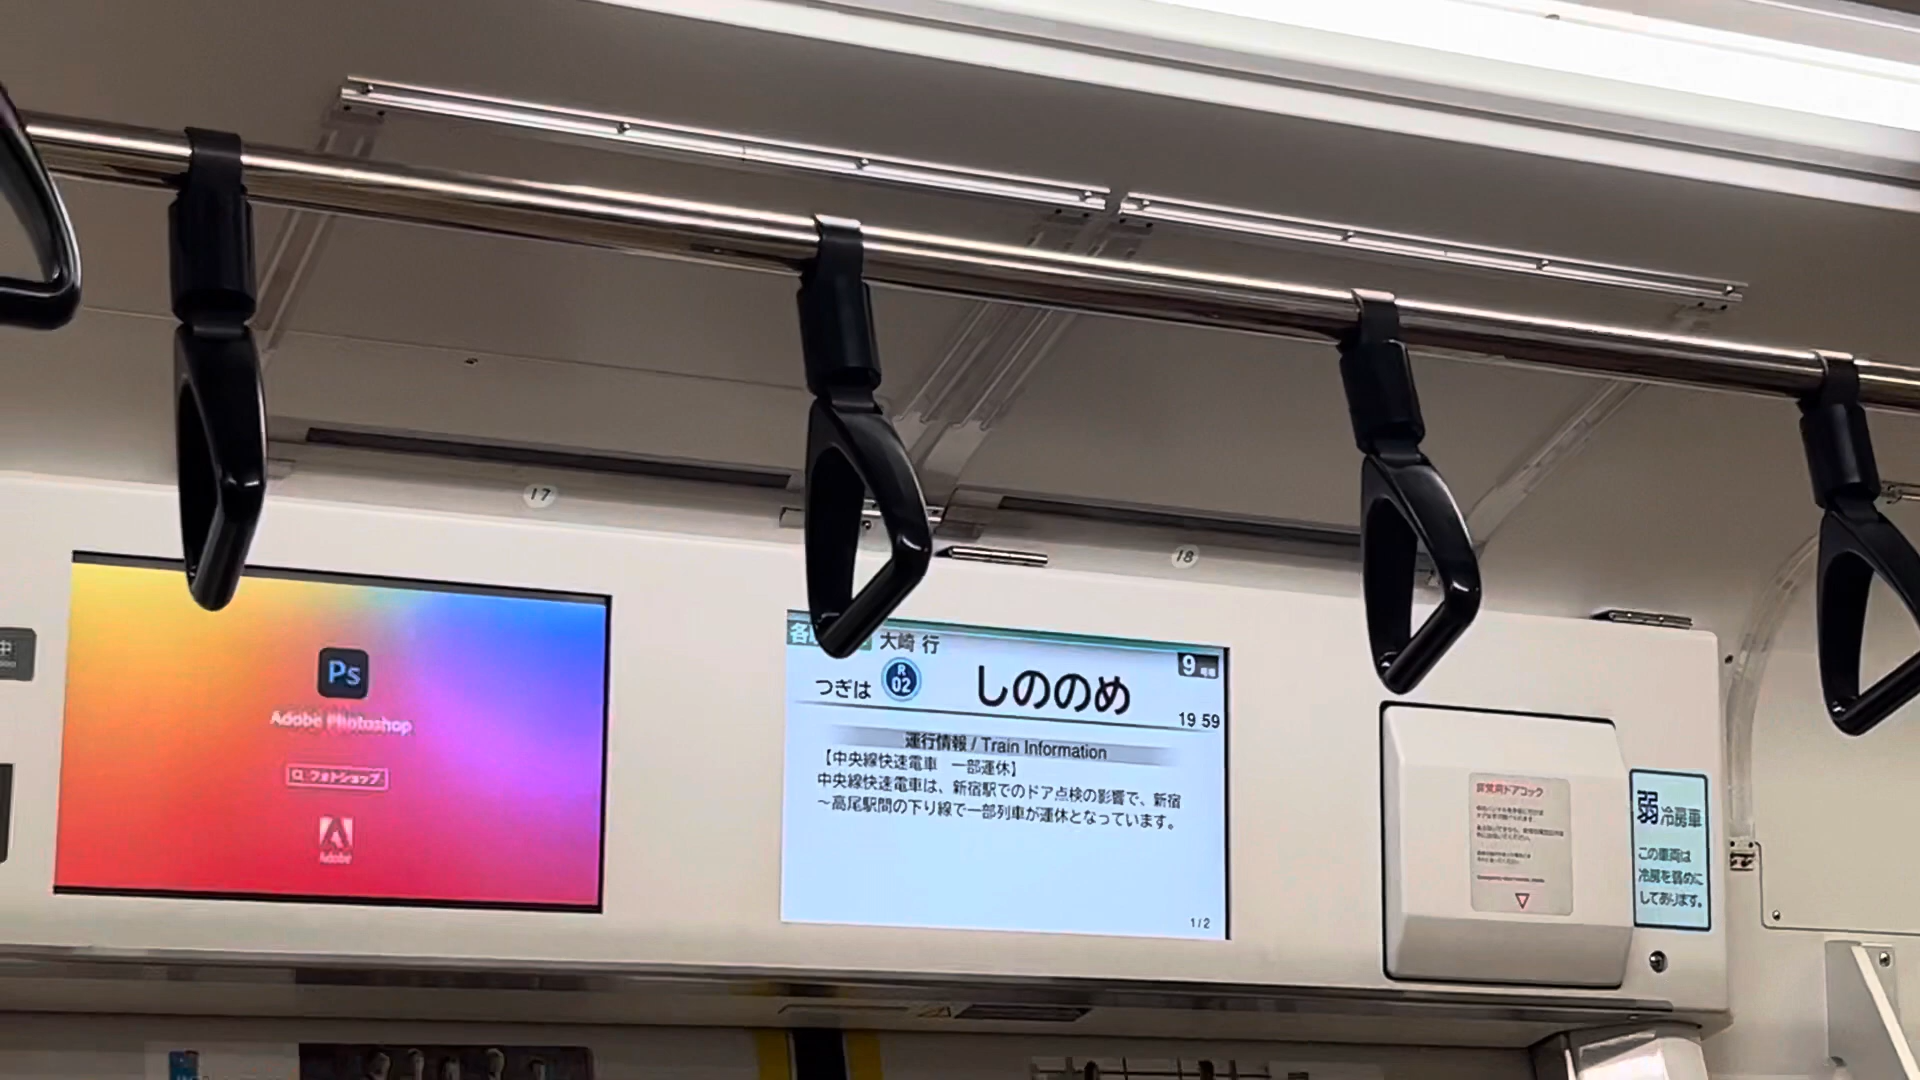 17
18
Ps
Adobe Photoshop
フォトショップ
Adobe
大崎 行
9
つぎは
R
02
しののめ
19 59
運行情報 / Train Information
【中央線快速電車 一部運休】
中央線快速電車は、新宿駅でのドア点検の影響で、新宿
～高尾駅間の下り線で一部列車が運休となっています。
1/2
非常用ドアコック
弱冷房車
この車両は
冷房を弱めに
してあります。